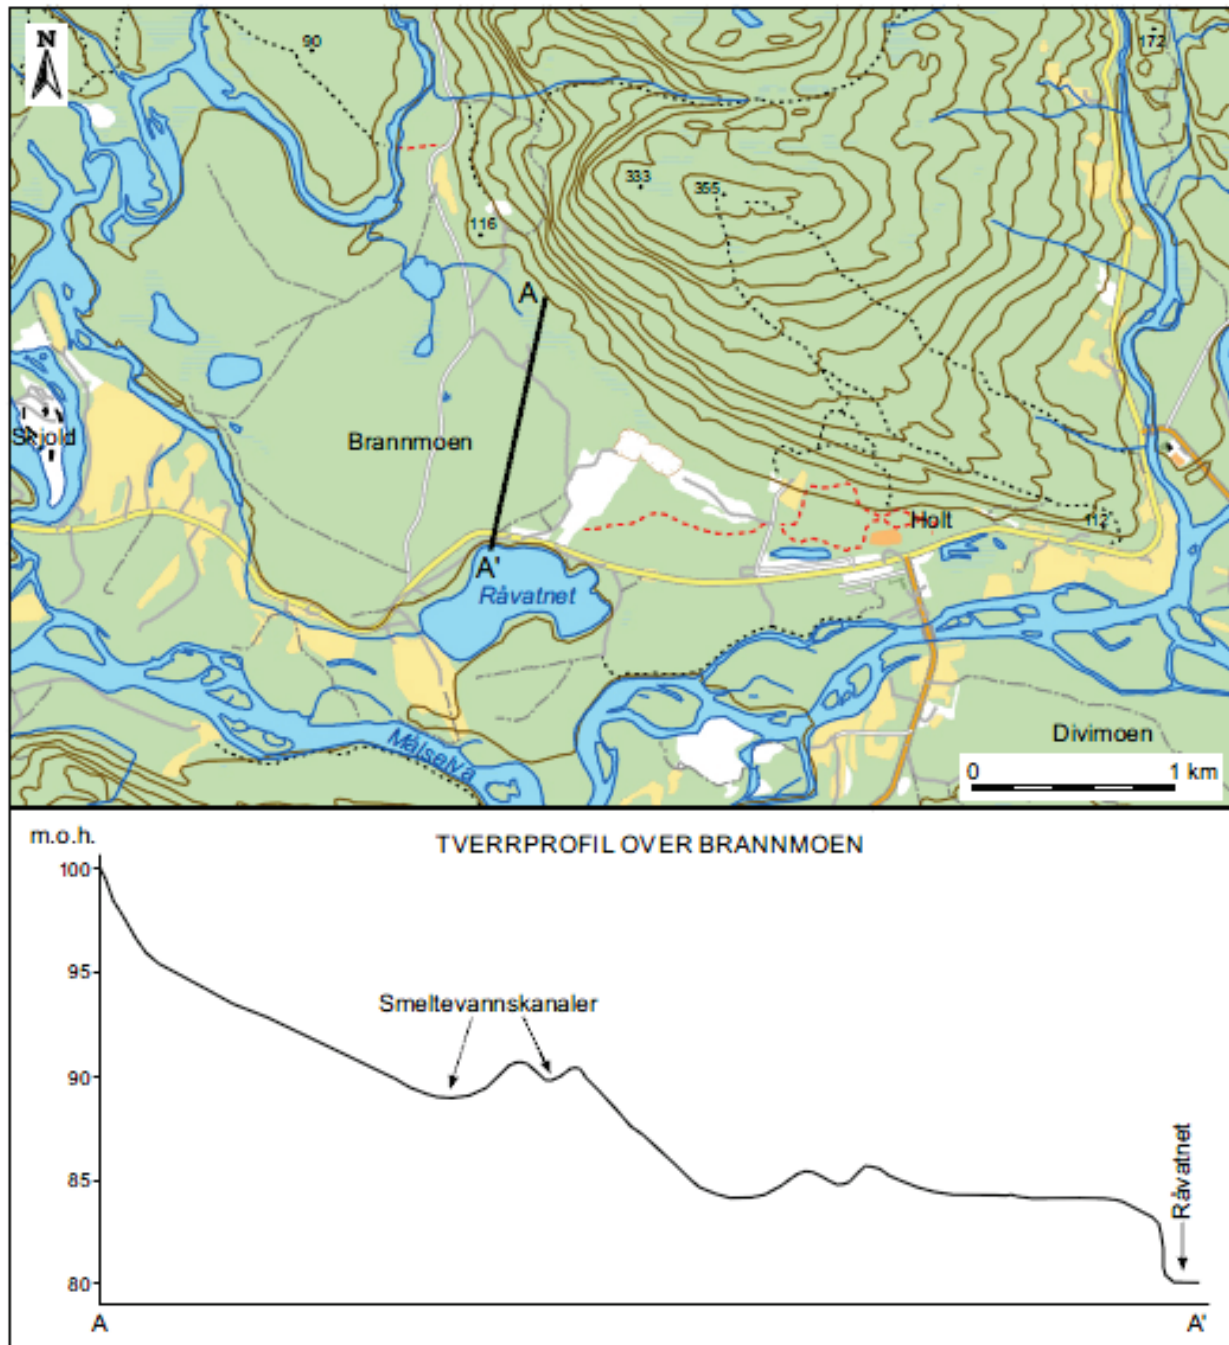 N
90
172
333
355
116
A
Skjold
Brannmoen
Holt
112
A'
Råvatnet
Målselva
Divimoen
0 1 km
m.o.h. TVERRPROFIL OVER BRANNMOEN
100
95
Smeltevannskanaler
90
85
Råvatnet
80
A A'